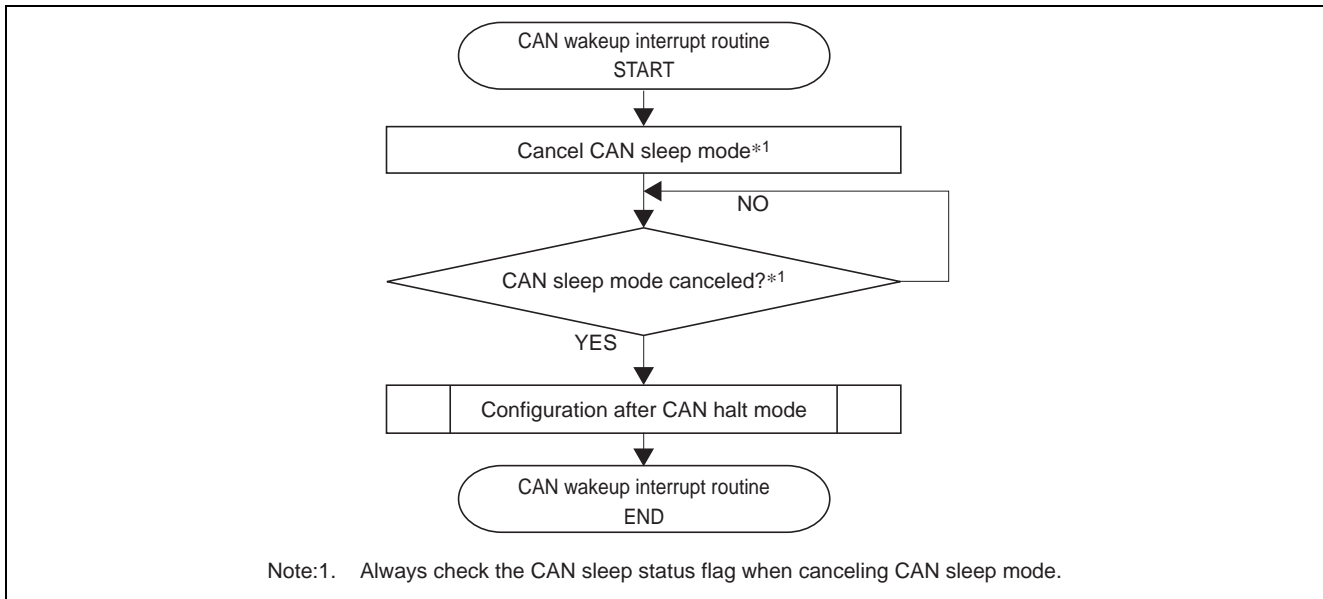 CAN wakeup interrupt routine
START
Cancel CAN sleep mode*1
NO
CAN sleep mode canceled?*1
YES
Configuration after CAN halt mode
CAN wakeup interrupt routine
END
Note:1. Always check the CAN sleep status flag when canceling CAN sleep mode.